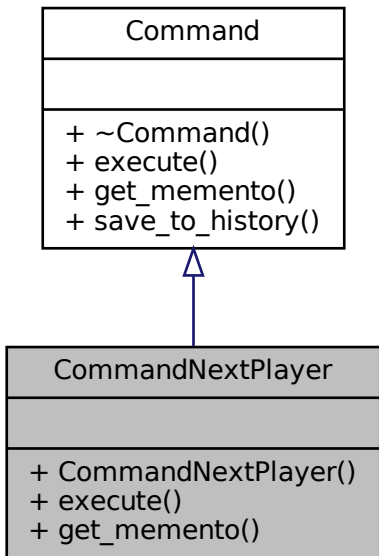 Command
+ ~Command()
+ execute()
+ get_memento()
+ save_to_history()
CommandNextPlayer
+ CommandNextPlayer()
+ execute()
+ get_memento()